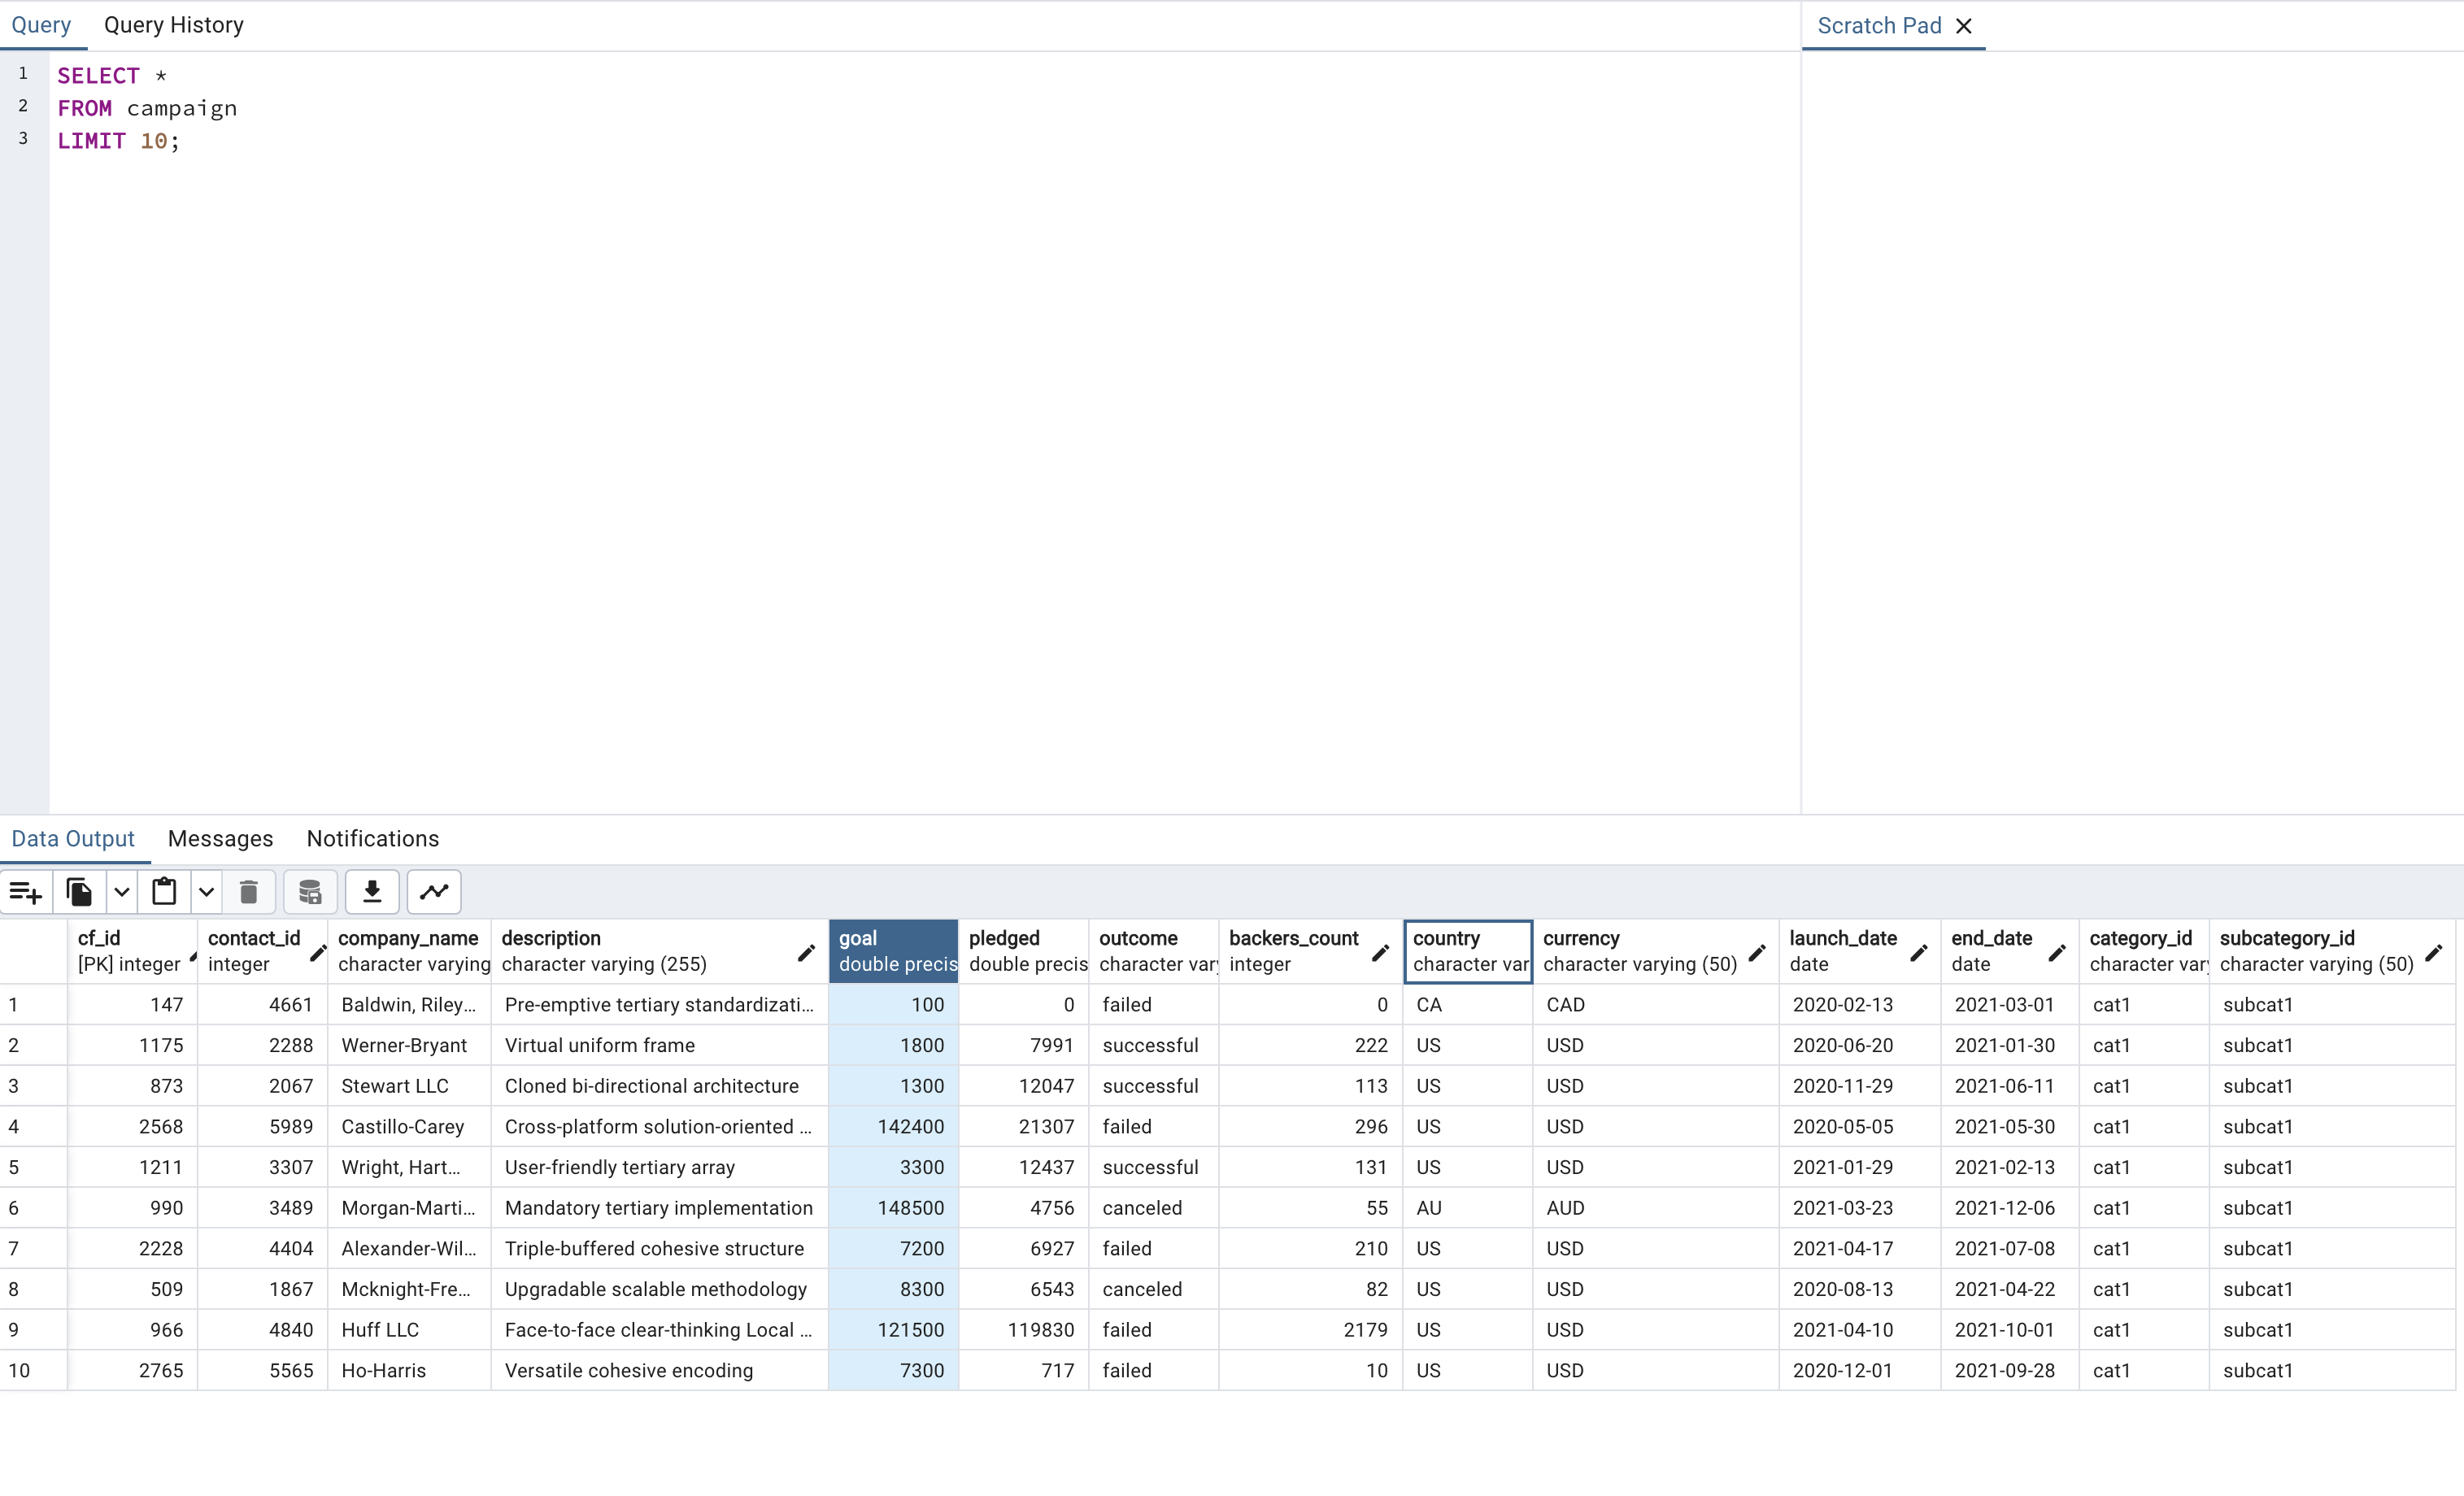 Query Query History Scratch Pad
1 SELECT *
2 FROM campaign
3 LIMIT 10;
Data Output Messages Notifications
cf_id contact_id company_name description goal pledged outcome backers_count country currency launch_date end_date category_id subcategory_id
[PK] integer integer character varying character varying (255) double precis double precis character vary integer character var character varying (50) date date character vary character varying (50)
1 147 4661 Baldwin, Riley... Pre-emptive tertiary standardizati... 100 0 failed 0 CA CAD 2020-02-13 2021-03-01 cat1 subcat1
2 1175 2288 Werner-Bryant Virtual uniform frame 1800 7991 successful 222 US USD 2020-06-20 2021-01-30 cat1 subcat1
3 873 2067 Stewart LLC Cloned bi-directional architecture 1300 12047 successful 113 US USD 2020-11-29 2021-06-11 cat1 subcat1
4 2568 5989 Castillo-Carey Cross-platform solution-oriented ... 142400 21307 failed 296 US USD 2020-05-05 2021-05-30 cat1 subcat1
5 1211 3307 Wright, Hart... User-friendly tertiary array 3300 12437 successful 131 US USD 2021-01-29 2021-02-13 cat1 subcat1
6 990 3489 Morgan-Marti... Mandatory tertiary implementation 148500 4756 canceled 55 AU AUD 2021-03-23 2021-12-06 cat1 subcat1
7 2228 4404 Alexander-Wil... Triple-buffered cohesive structure 7200 6927 failed 210 US USD 2021-04-17 2021-07-08 cat1 subcat1
8 509 1867 Mcknight-Fre... Upgradable scalable methodology 8300 6543 canceled 82 US USD 2020-08-13 2021-04-22 cat1 subcat1
9 966 4840 Huff LLC Face-to-face clear-thinking Local ... 121500 119830 failed 2179 US USD 2021-04-10 2021-10-01 cat1 subcat1
10 2765 5565 Ho-Harris Versatile cohesive encoding 7300 717 failed 10 US USD 2020-12-01 2021-09-28 cat1 subcat1